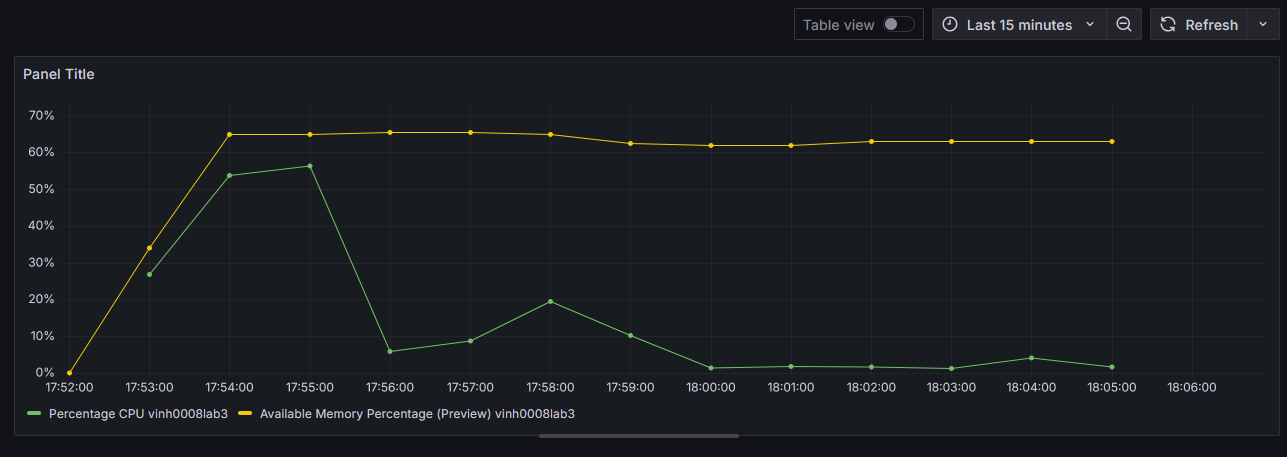 Table view Last 15 minutes Refresh
Panel Title
70%
60%
50%
40%
30%
20%
10%
0%
17:52:00 17:53:00 17:54:00 17:55:00 17:56:00 17:57:00 17:58:00 17:59:00 18:00:00 18:01:00 18:02:00 18:03:00 18:04:00 18:05:00 18:06:00
Percentage CPU vinh0008lab3 Available Memory Percentage (Preview) vinh0008lab3